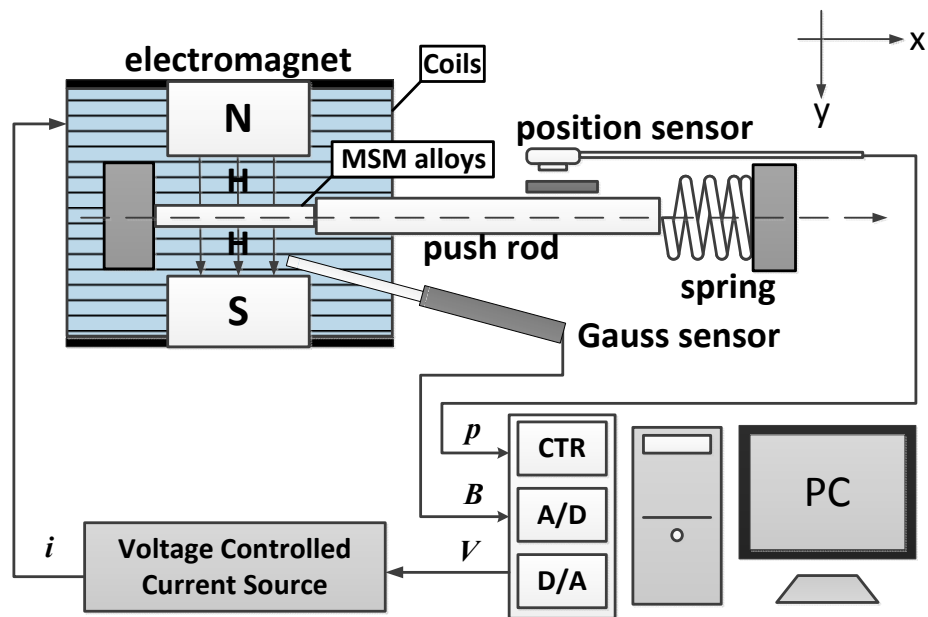 electromagnet
Coils
x
y
N
position sensor
MSM alloys
H
H
push rod
spring
S
Gauss sensor
p
CTR
B
A/D
PC
i
Voltage Controlled
Current Source
V
D/A